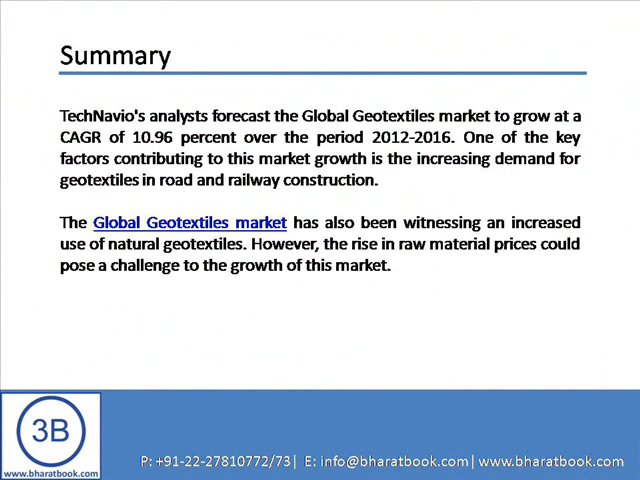 Summary
TechNavio's analysts forecast the Global Geotextiles market to grow at a
CAGR of 10.96 percent over the period 2012-2016. One of the key
factors contributing to this market growth is the increasing demand for
geotextiles in road and railway construction.
The Global Geotextiles market has also been witnessing an increased
use of natural geotextiles. However, the rise in raw material prices could
pose a challenge to the growth of this market.
3B
www.bharatbook.com
P: +91-22-27810772/73| E: info@bharatbook.com| www.bharatbook.com